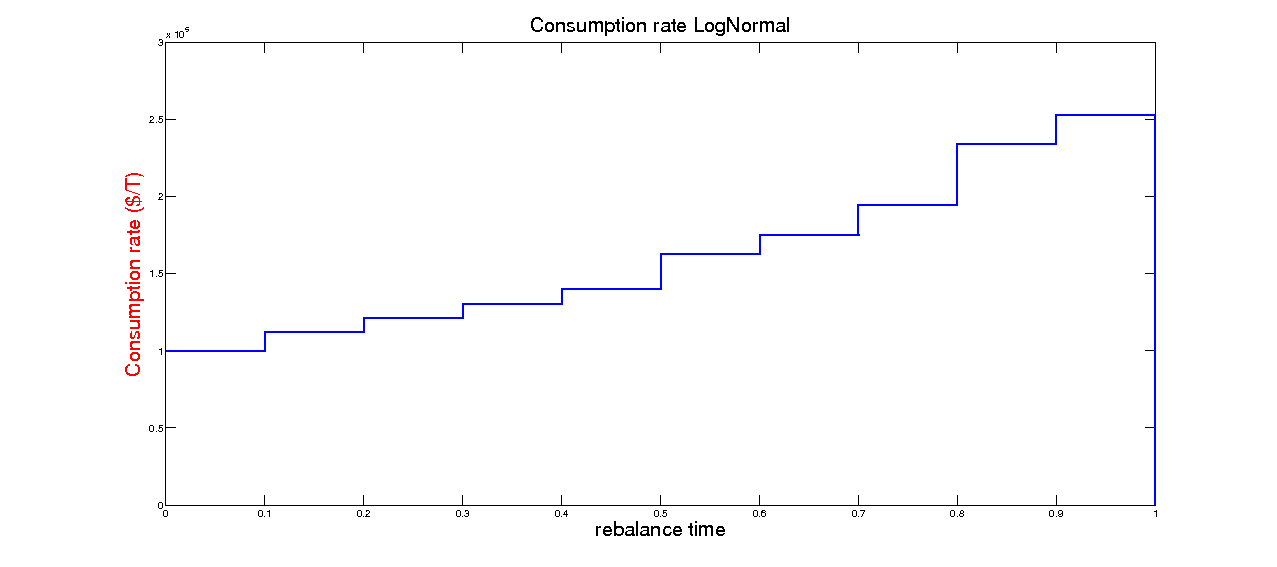 Consumption rate LogNormal
x 10^5
3
2.5
2
1.5
1
0.5
0
Consumption rate ($/T)
0 0.1 0.2 0.3 0.4 0.5 0.6 0.7 0.8 0.9 1
rebalance time